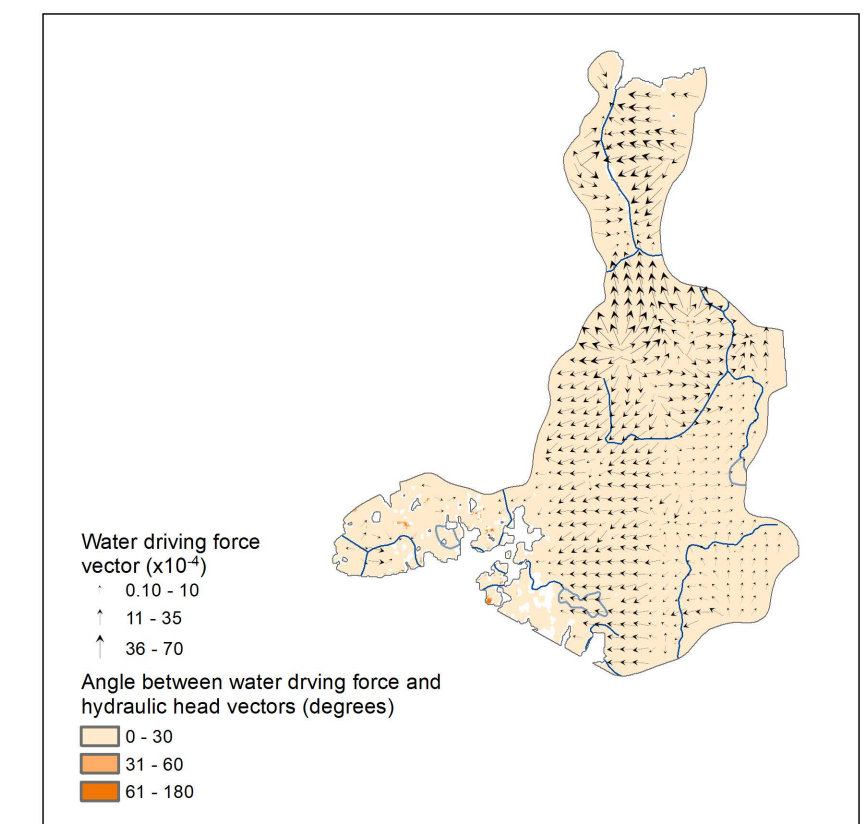 Water driving force
vector (x10-4)
0.10 - 10
11 - 35
36 - 70
Angle between water drving force and
hydraulic head vectors (degrees)
0 - 30
31 - 60
61 - 180